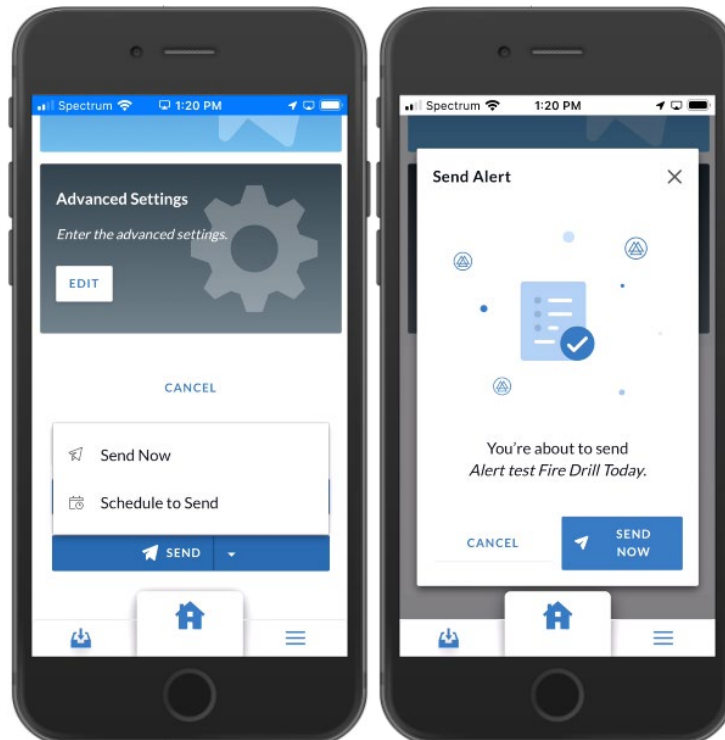 Spectrum 1:20 PM
Advanced Settings
Enter the advanced settings.
EDIT
CANCEL
Send Now
Schedule to Send
SEND
Spectrum 1:20 PM
Send Alert
You're about to send
Alert test Fire Drill Today.
CANCEL
SEND
NOW